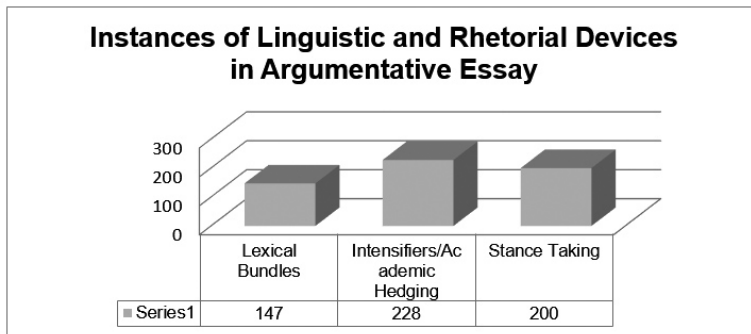 Instances of Linguistic and Rhetorial Devices
in Argumentative Essay
300
200
100
0
Lexical
Bundles
Intensifiers/Ac
ademic
Hedging
Stance Taking
Series1 147 228 200